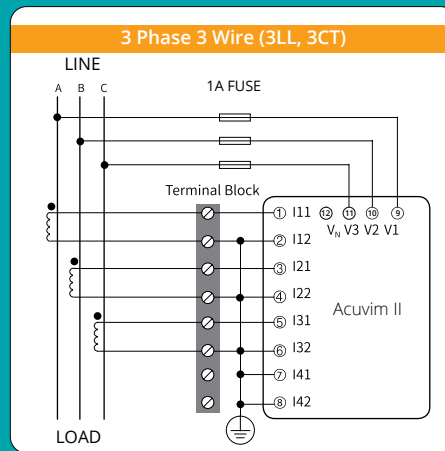 3 Phase 3 Wire (3LL, 3CT)
LINE
A B C
1A FUSE
Terminal Block
1 I11 12 11 10 9
VN V3 V2 V1
2 I12
3 I21
4 I22
Acuvim II
5 I31
6 I32
7 I41
8 I42
LOAD